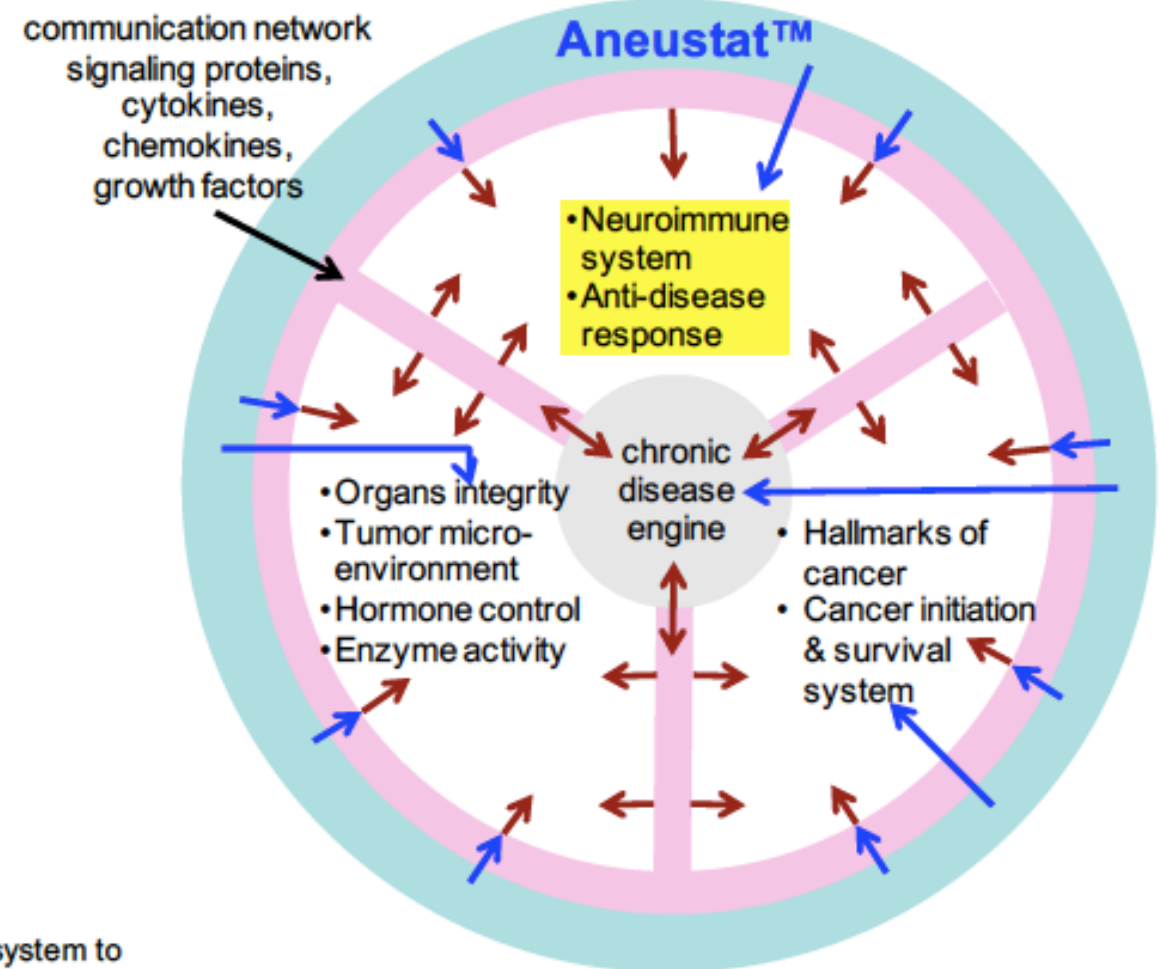 communication network
signaling proteins,
cytokines,
chemokines,
growth factors
Aneustat™
• Neuroimmune
system
• Anti-disease
response
chronic
disease
engine
• Organs integrity
• Tumor micro-
environment
• Hormone control
• Enzyme activity
• Hallmarks of
cancer
• Cancer initiation
& survival
system
system to